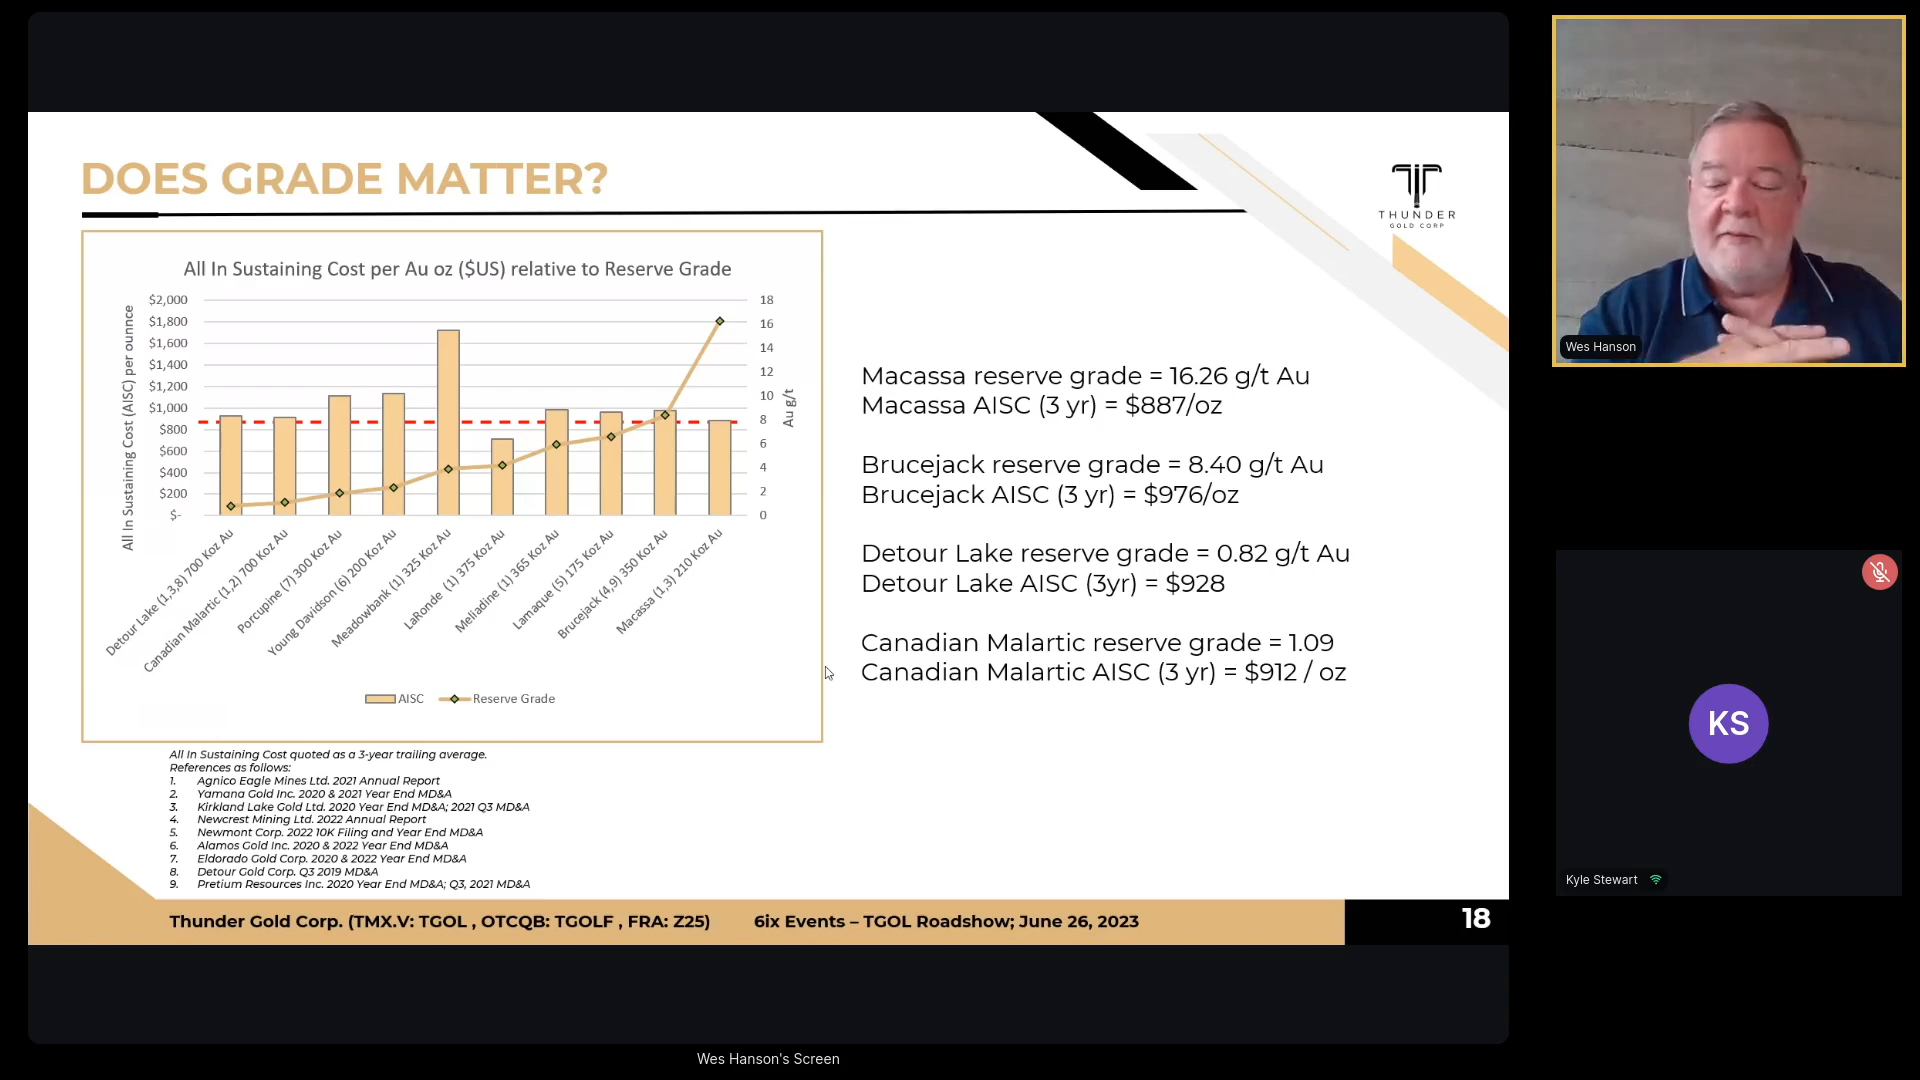 DOES GRADE MATTER?
THUNDER
GOLD CORP
All In Sustaining Cost per Au oz ($US) relative to Reserve Grade
All In Sustaining Cost (AISC) per ounnce
$2,000
$1,800
$1,600
$1,400
$1,200
$1,000
$800
$600
$400
$200
$-
18
16
14
12
10
8
6
4
2
0
Au g/t
Detour Lake (1,3,8) 700 Koz Au
Canadian Malartic (1,2) 700 Koz Au
Porcupine (7) 300 Koz Au
Young Davidson (6) 200 Koz Au
Meadowbank (1) 325 Koz Au
LaRonde (1) 375 Koz Au
Meliadine (1) 365 Koz Au
Lamaque (5) 175 Koz Au
Brucejack (4,9) 350 Koz Au
Macassa (1,3) 210 Koz Au
AISC
Reserve Grade
Macassa reserve grade = 16.26 g/t Au
Macassa AISC (3 yr) = $887/oz
Brucejack reserve grade = 8.40 g/t Au
Brucejack AISC (3 yr) = $976/oz
Detour Lake reserve grade = 0.82 g/t Au
Detour Lake AISC (3yr) = $928
Canadian Malartic reserve grade = 1.09
Canadian Malartic AISC (3 yr) = $912 / oz
All In Sustaining Cost quoted as a 3-year trailing average.
References as follows:
1. Agnico Eagle Mines Ltd. 2021 Annual Report
2. Yamana Gold Inc. 2020 & 2021 Year End MD&A
3. Kirkland Lake Gold Ltd. 2020 Year End MD&A; 2021 Q3 MD&A
4. Newcrest Mining Ltd. 2022 Annual Report
5. Newmont Corp. 2022 10K Filing and Year End MD&A
6. Alamos Gold Inc. 2020 & 2022 Year End MD&A
7. Eldorado Gold Corp. 2020 & 2022 Year End MD&A
8. Detour Gold Corp. Q3 2019 MD&A
9. Pretium Resources Inc. 2020 Year End MD&A; Q3, 2021 MD&A
Thunder Gold Corp. (TMX.V: TGOL , OTCQB: TGOLF , FRA: Z25)
6ix Events – TGOL Roadshow; June 26, 2023
18
Wes Hanson
KS
Kyle Stewart
Wes Hanson's Screen